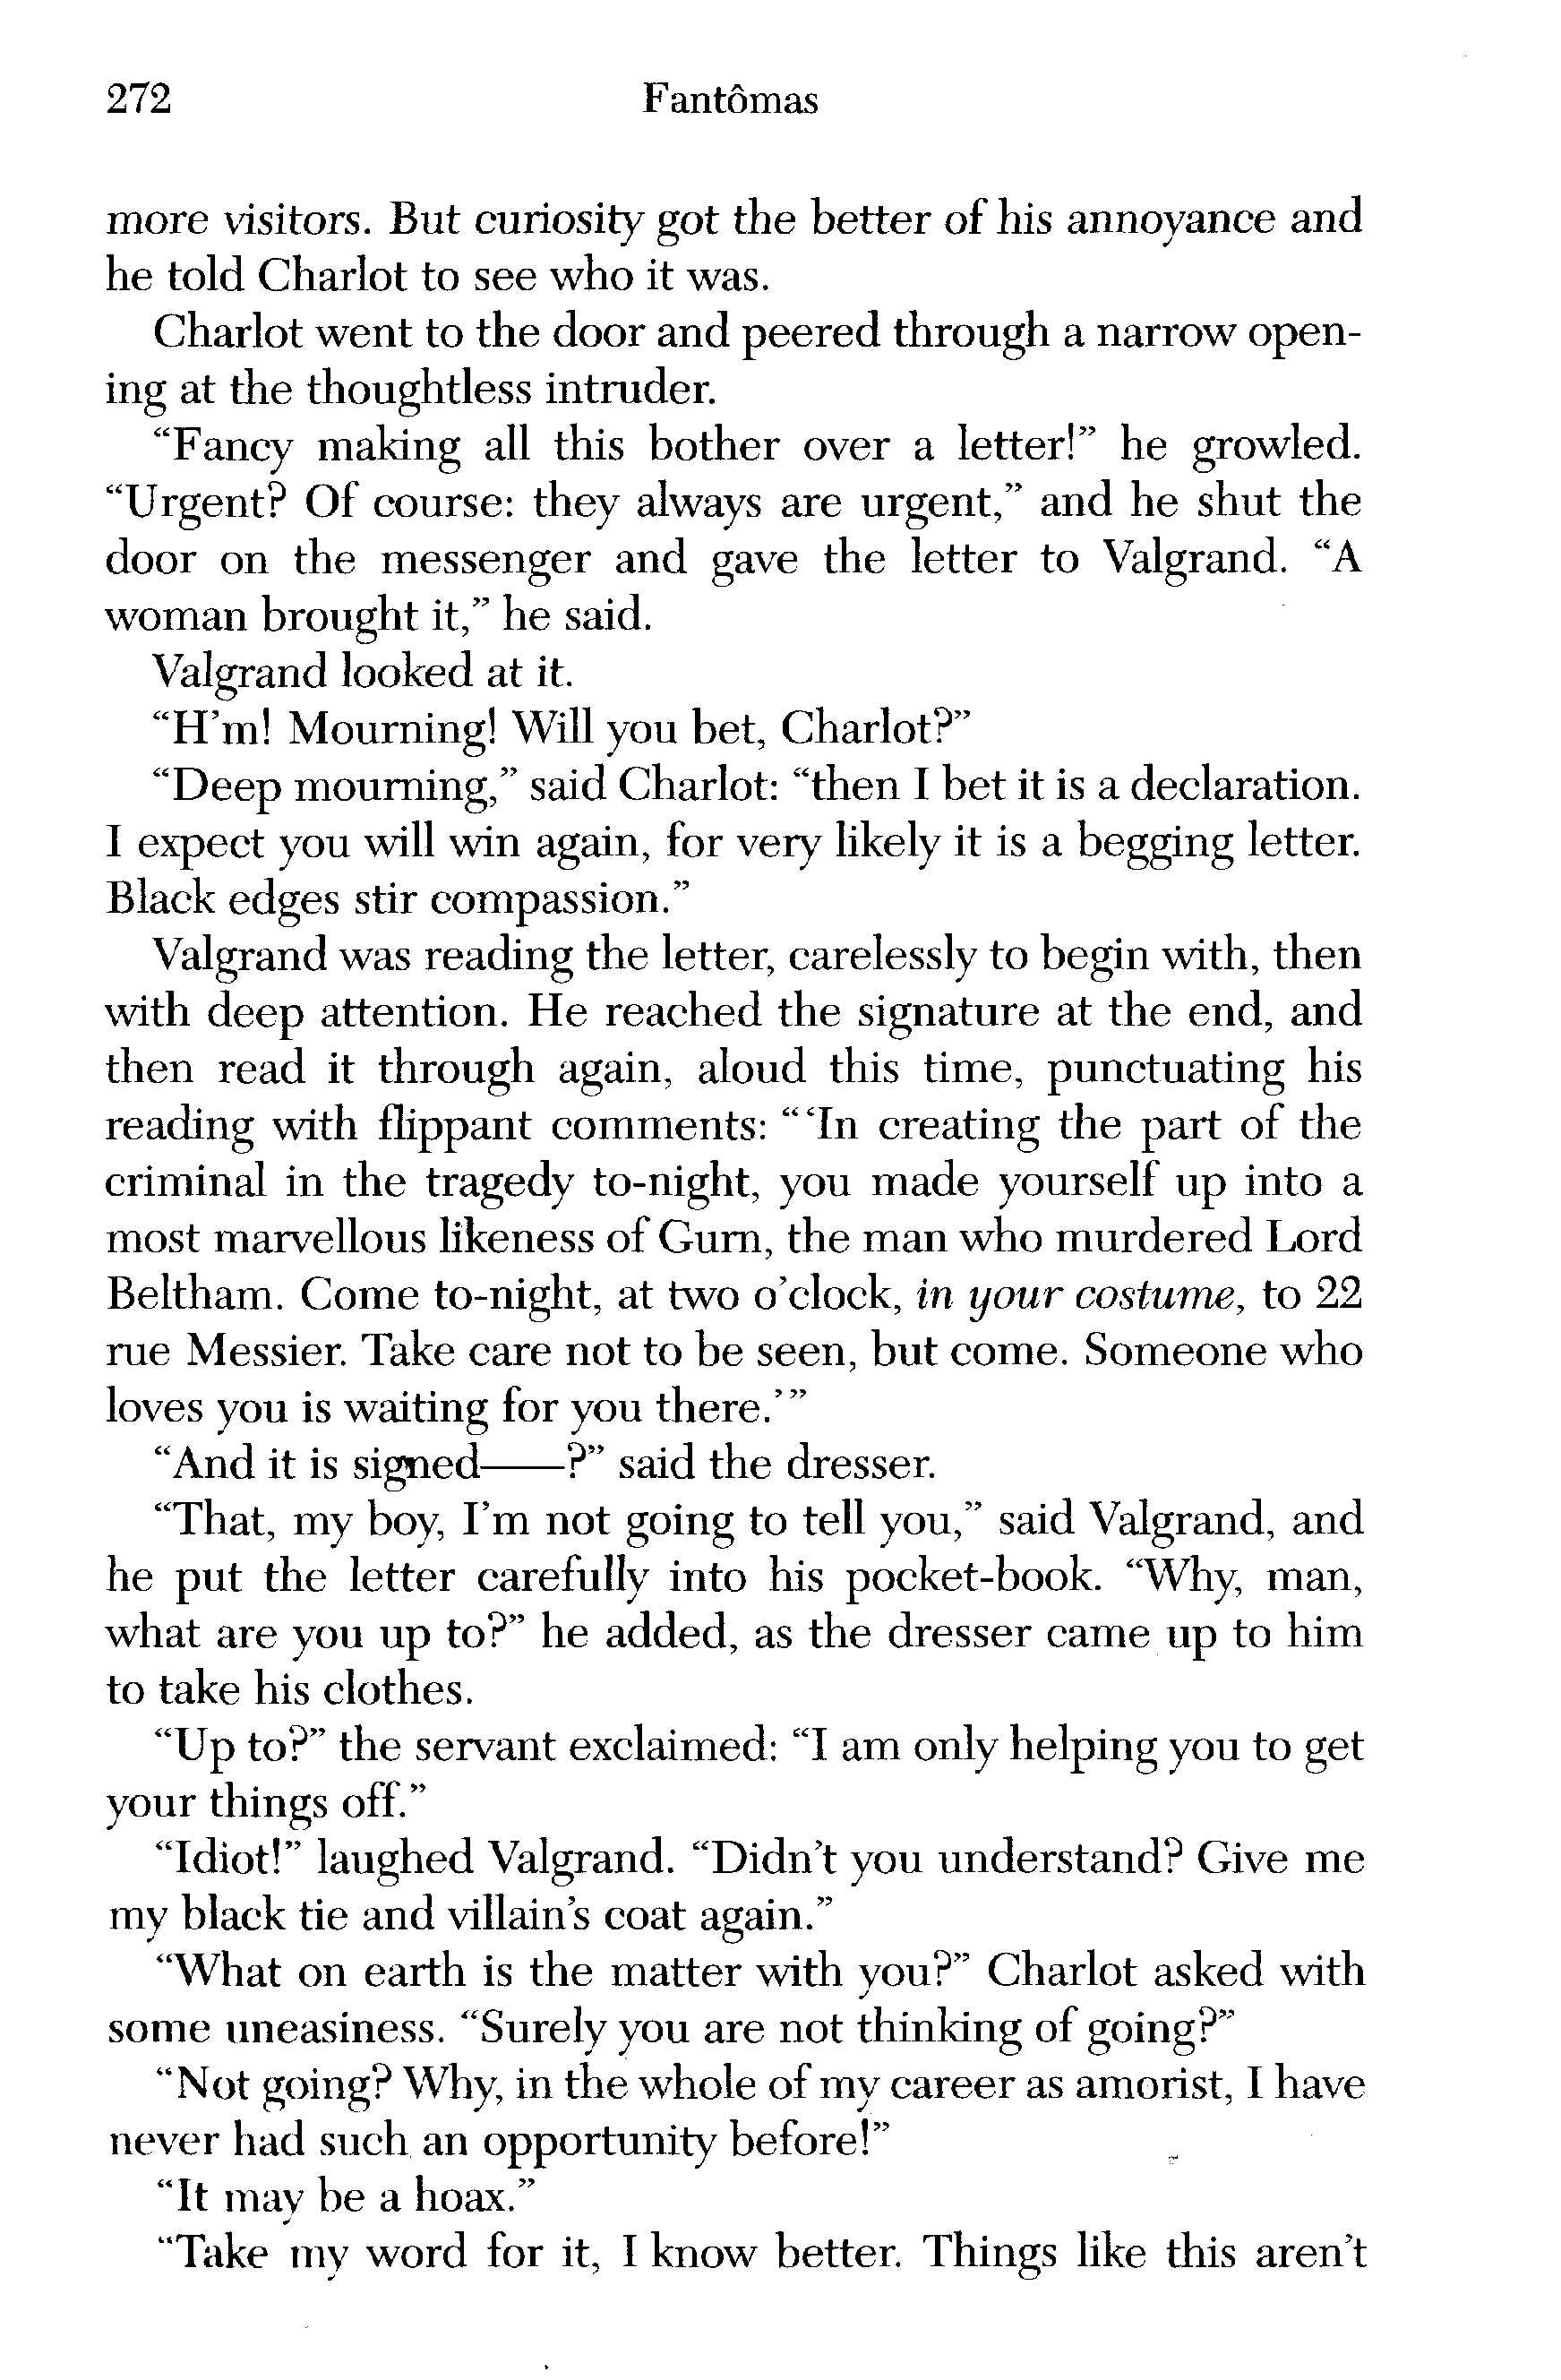 272 Fantômas
more visitors. But curiosity got the better of his annoyance and
he told Charlot to see who it was.
Charlot went to the door and peered through a narrow open-
ing at the thoughtless intruder.
“Fancy making all this bother over a letter!” he growled.
“Urgent? Of course: they always are urgent,” and he shut the
door on the messenger and gave the letter to Valgrand. “A
woman brought it,” he said.
Valgrand looked at it.
“H’m! Mourning! Will you bet, Charlot?”
“Deep mourning,” said Charlot: “then I bet it is a declaration.
I expect you will win again, for very likely it is a begging letter.
Black edges stir compassion.”
Valgrand was reading the letter, carelessly to begin with, then
with deep attention. He reached the signature at the end, and
then read it through again, aloud this time, punctuating his
reading with flippant comments: “ ‘In creating the part of the
criminal in the tragedy to-night, you made yourself up into a
most marvellous likeness of Gurn, the man who murdered Lord
Beltham. Come to-night, at two o’clock, in your costume, to 22
rue Messier. Take care not to be seen, but come. Someone who
loves you is waiting for you there.’ ”
“And it is signed——?” said the dresser.
“That, my boy, I’m not going to tell you,” said Valgrand, and
he put the letter carefully into his pocket-book. “Why, man,
what are you up to?” he added, as the dresser came up to him
to take his clothes.
“Up to?” the servant exclaimed: “I am only helping you to get
your things off.”
“Idiot!” laughed Valgrand. “Didn’t you understand? Give me
my black tie and villain’s coat again.”
“What on earth is the matter with you?” Charlot asked with
some uneasiness. “Surely you are not thinking of going?”
“Not going? Why, in the whole of my career as amorist, I have
never had such an opportunity before!”
“It may be a hoax.”
“Take my word for it, I know better. Things like this aren’t